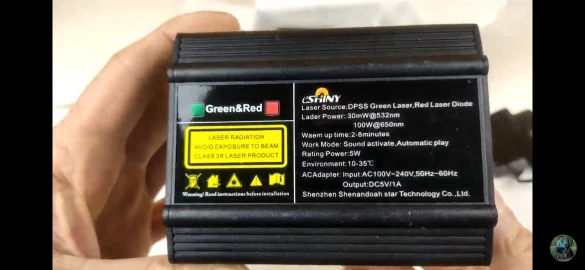 Green&Red
LASER RADIATION
AVOID EXPOSURE TO BEAM
CLASS 3R LASER PRODUCT
Warning! Read instructions before installation
eSHINY
Laser Source:DPSS Green Laser,Red Laser Diode
Lader Power: 30mW@532nm
100W@650nm
Waem up time:2-8minutes
Work Mode: Sound activate,Automatic play
Rating Power:5W
Environment:10-35℃
ACAdapter: Input:AC100V~240V,50Hz~60Hz
Output:DC5V/1A
Shenzhen Shenandoah star Technology Co.,Ltd.